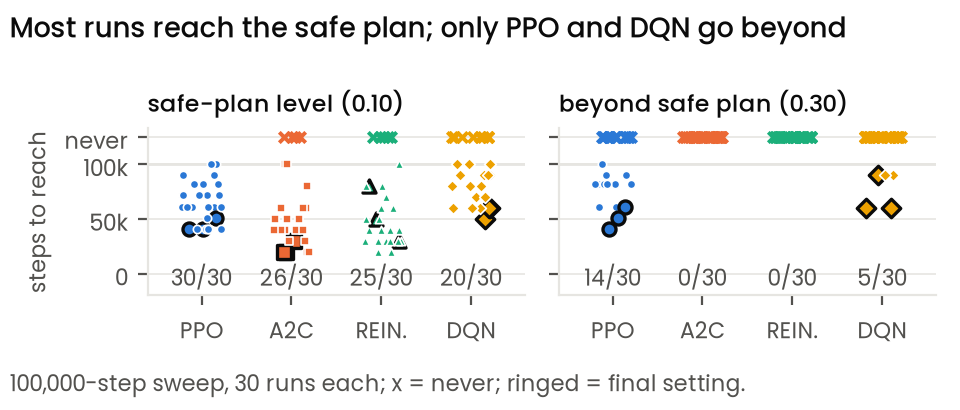 Most runs reach the safe plan; only PPO and DQN go beyond
safe-plan level (0.10)
beyond safe plan (0.30)
steps to reach
never
100k
50k
0
30/30 26/30 25/30 20/30
14/30 0/30 0/30 5/30
PPO A2C REIN. DQN
PPO A2C REIN. DQN
100,000-step sweep, 30 runs each; x = never; ringed = final setting.